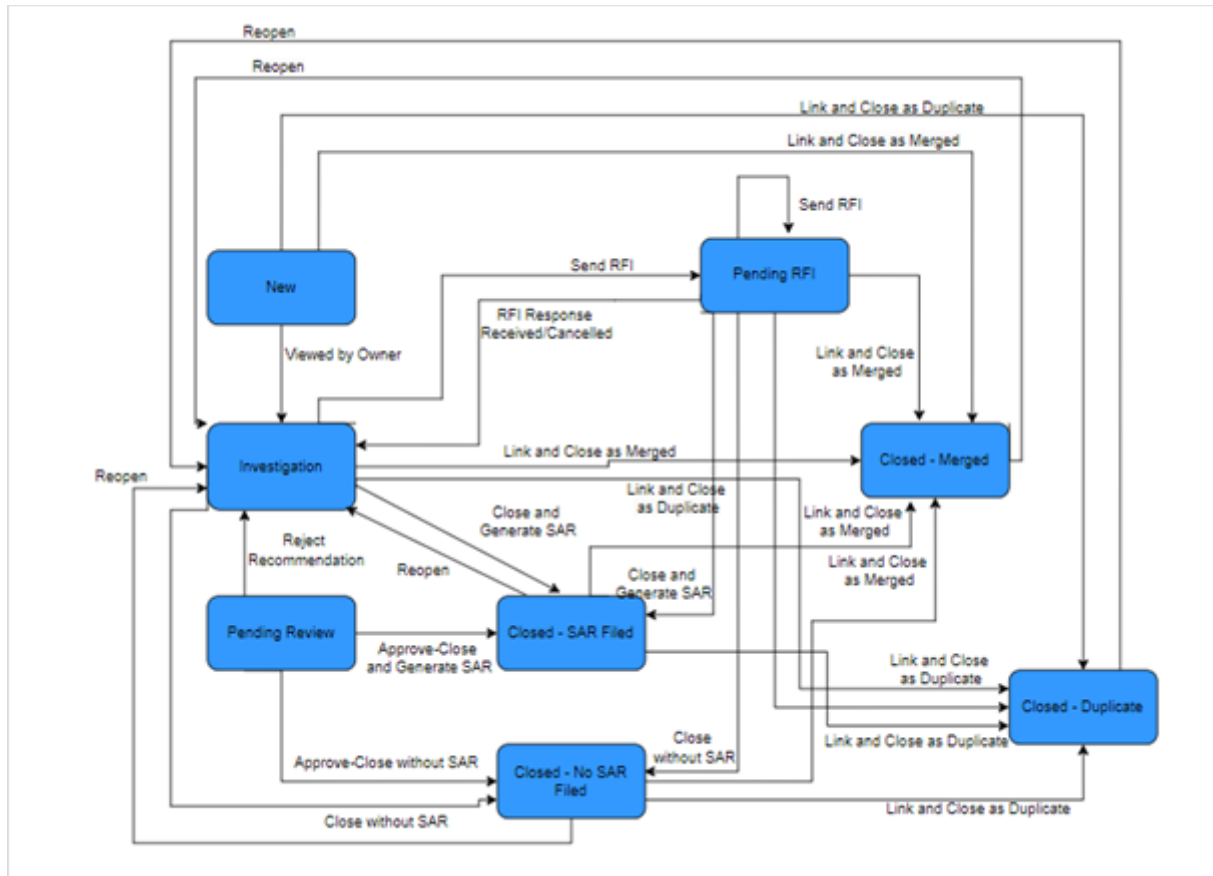 Reopen
Reopen
Link and Close as Duplicate
Link and Close as Merged
Send RFI
New
Send RFI
Pending RFI
RFI Response
Received/Cancelled
Viewed by Owner
Link and Close
as Merged
Investigation
Link and Close as Merged
Closed - Merged
Reopen
Link and Close
as Duplicate
Close and
Generate SAR
Link and Close
as Merged
Reject
Recommendation
Reopen
Close and
Generate SAR
Link and Close
as Merged
Pending Review
Closed - SAR Filed
Approve-Close
and Generate SAR
Link and Close
as Duplicate
Closed - Duplicate
Link and Close as Duplicate
Approve-Close without SAR
Closed - No SAR
Filed
Close
without SAR
Close without SAR
Link and Close as Duplicate